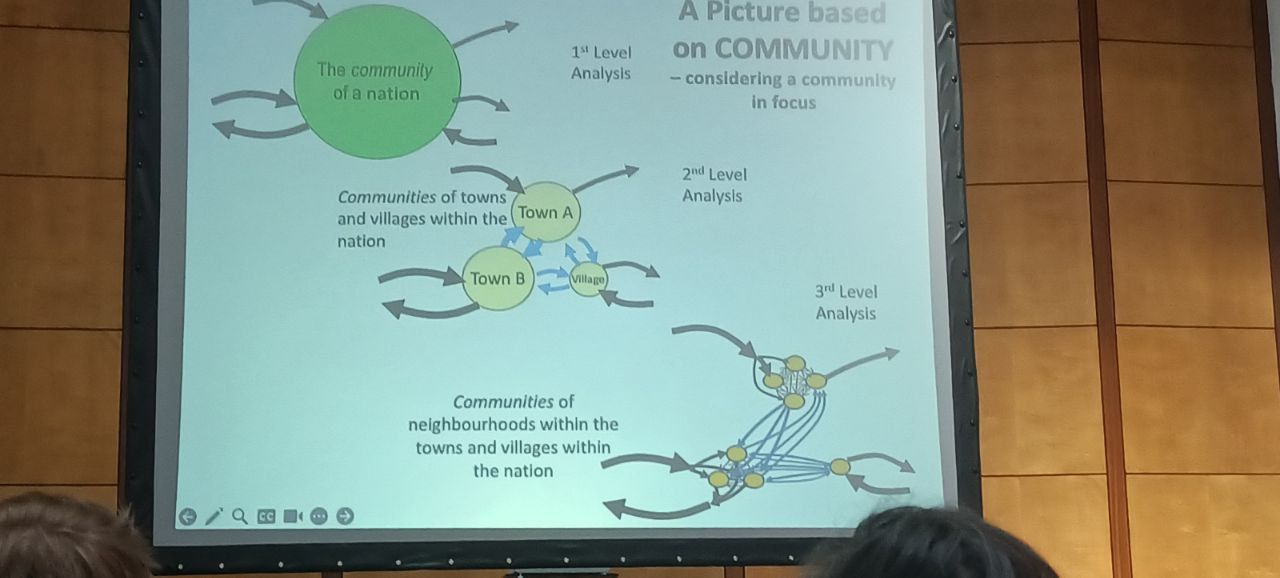 A Picture based
on COMMUNITY
– considering a community
in focus
1st Level
Analysis
The community
of a nation
2nd Level
Analysis
Communities of towns
and villages within the
nation
Town A
Town B
Village
3rd Level
Analysis
Communities of
neighbourhoods within the
towns and villages within
the nation
CC